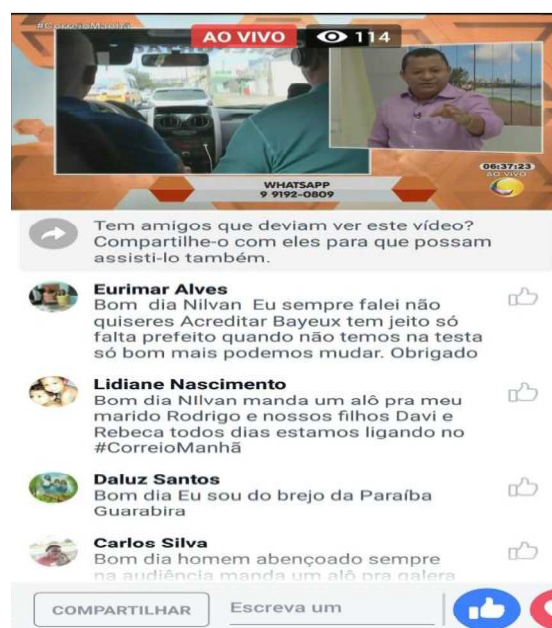 #CorreioManhã
AO VIVO 114
WHATSAPP
9 9192-0809
06:37:23
AO VIVO
Tem amigos que deviam ver este vídeo?
Compartilhe-o com eles para que possam
assisti-lo também.
Eurimar Alves
Bom dia Nilvan Eu sempre falei não
quiseres Acreditar Bayeux tem jeito só
falta prefeito quando não temos na testa
só bom mais podemos mudar. Obrigado
Lidiane Nascimento
Bom dia NIlvan manda um alô pra meu
marido Rodrigo e nossos filhos Davi e
Rebeca todos dias estamos ligando no
#CorreioManhã
Daluz Santos
Bom dia Eu sou do brejo da Paraíba
Guarabira
Carlos Silva
Bom dia homem abençoado sempre
na audiência manda um alô pra galera
COMPARTILHAR Escreva um